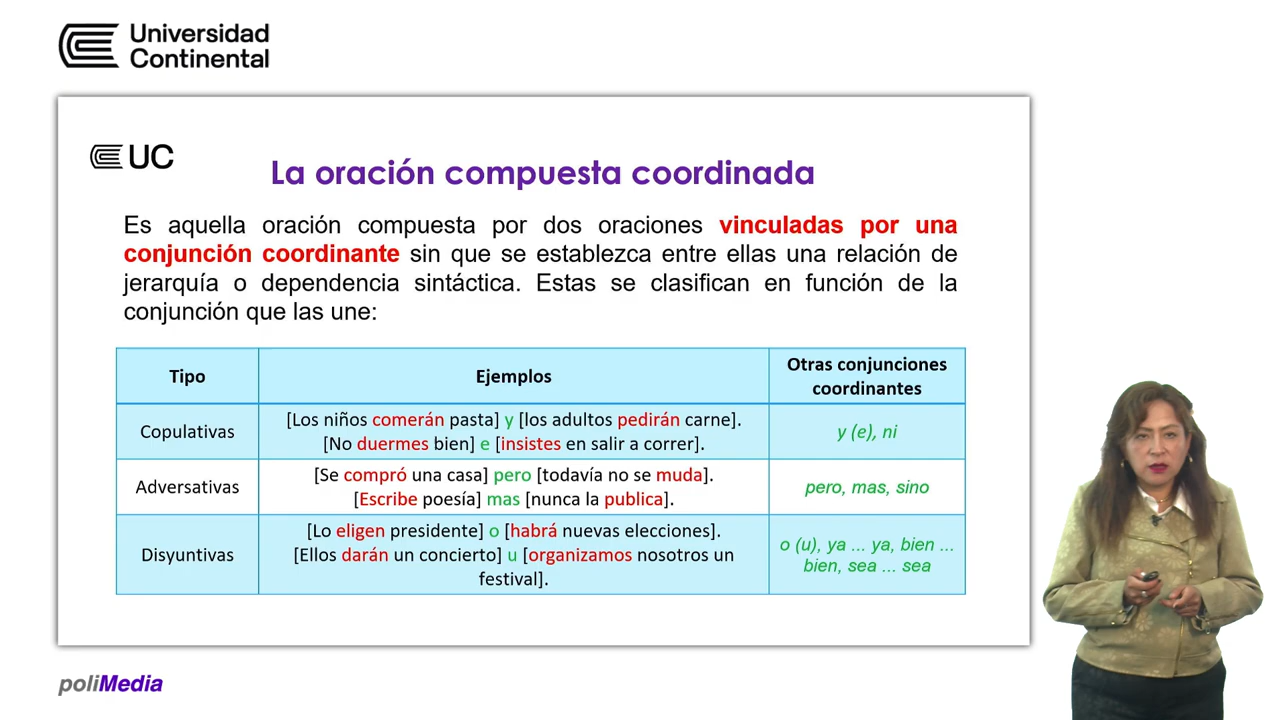 Universidad
Continental
UC
La oración compuesta coordinada
Es aquella oración compuesta por dos oraciones vinculadas por una
conjunción coordinante sin que se establezca entre ellas una relación de
jerarquía o dependencia sintáctica. Estas se clasifican en función de la
conjunción que las une:
Tipo
Ejemplos
Otras conjunciones
coordinantes
Copulativas
[Los niños comerán pasta] y [los adultos pedirán carne].
[No duermes bien] e [insistes en salir a correr].
y (e), ni
Adversativas
[Se compró una casa] pero [todavía no se muda].
[Escribe poesía] mas [nunca la publica].
pero, mas, sino
Disyuntivas
[Lo eligen presidente] o [habrá nuevas elecciones].
[Ellos darán un concierto] u [organizamos nosotros un
festival].
o (u), ya ... ya, bien ...
bien, sea ... sea
poliMedia